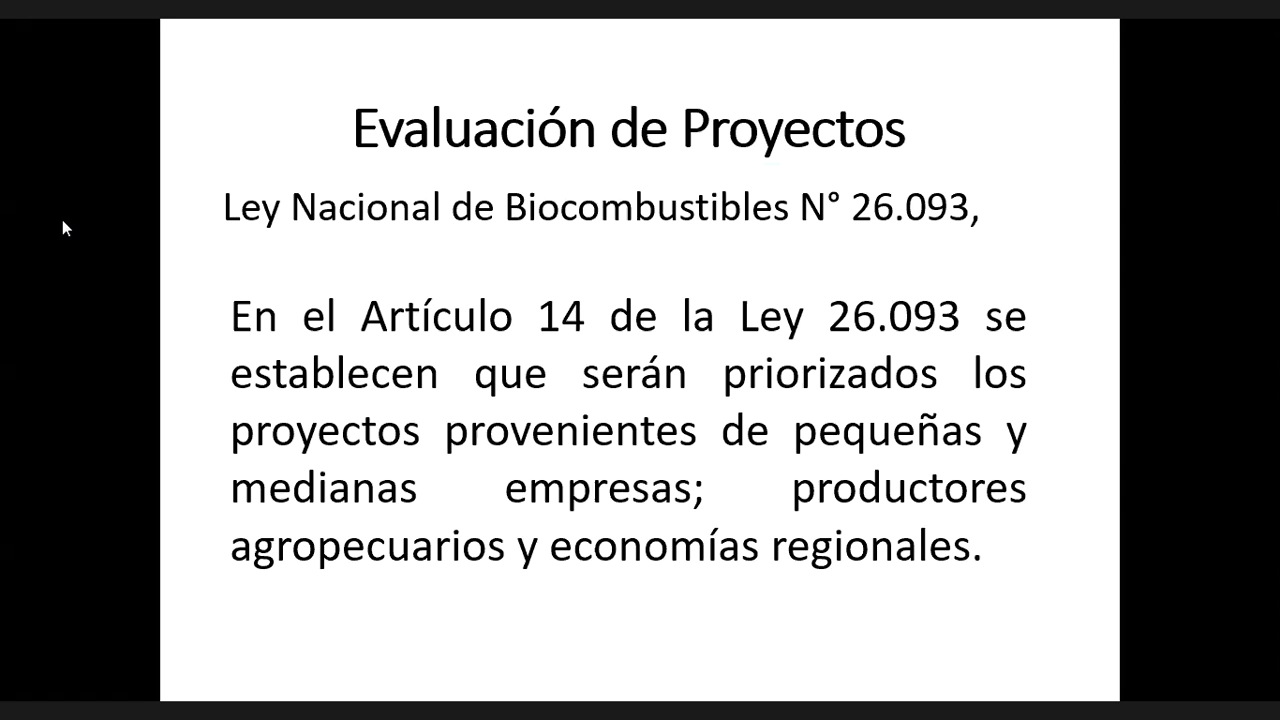 Evaluación de Proyectos
Ley Nacional de Biocombustibles N° 26.093,
En el Artículo 14 de la Ley 26.093 se
establecen que serán priorizados los
proyectos provenientes de pequeñas y
medianas empresas; productores
agropecuarios y economías regionales.